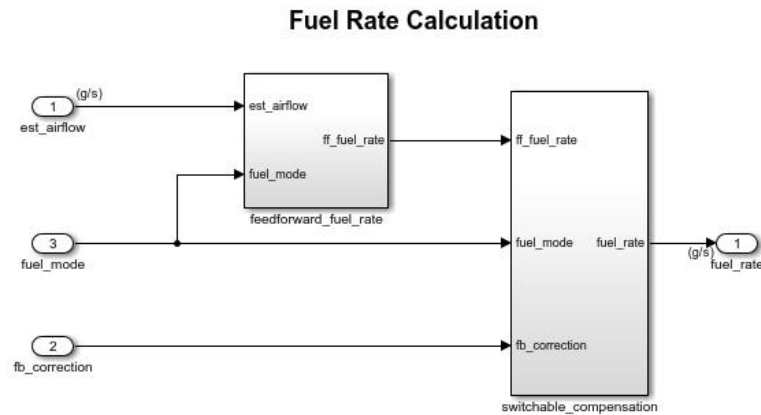 Fuel Rate Calculation
1
(g/s)
est_airflow
est_airflow
ff_fuel_rate
fuel_mode
feedforward_fuel_rate
3
fuel_mode
2
fb_correction
ff_fuel_rate
fuel_mode
fuel_rate
fb_correction
switchable_compensation
(g/s)
1
fuel_rate